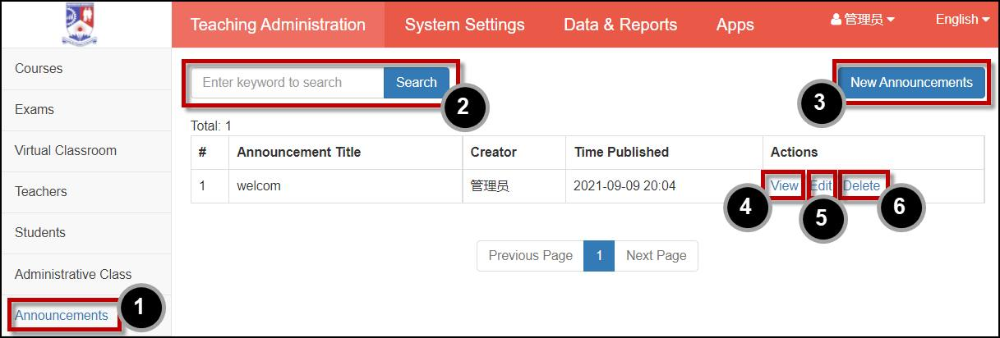 Teaching Administration System Settings Data & Reports Apps 管理员 English
Courses
Exams
Virtual Classroom
Teachers
Students
Administrative Class
Announcements
1
Enter keyword to search Search
2
New Announcements
3
Total: 1
# Announcement Title Creator Time Published Actions
1 welcom 管理员 2021-09-09 20:04 View Edit Delete
4 5 6
Previous Page 1 Next Page